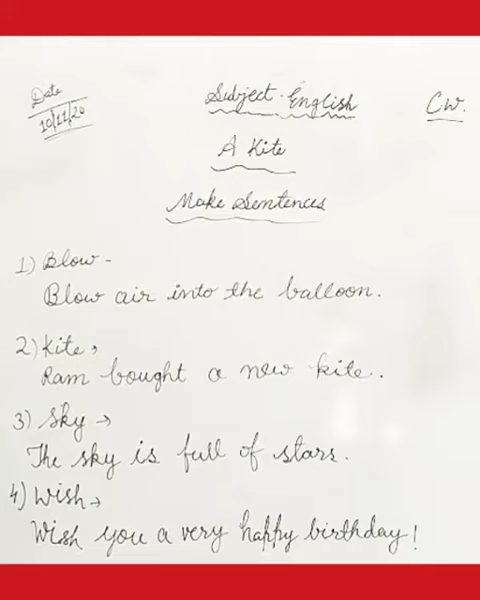 Date
10/11/20
Subject - English
C.W.
A Kite
Make Sentences
1) Blow -
Blow air into the balloon.
2) Kite →
Ram bought a new kite.
3) Sky →
The sky is full of stars.
4) Wish →
Wish you a very happy birthday!